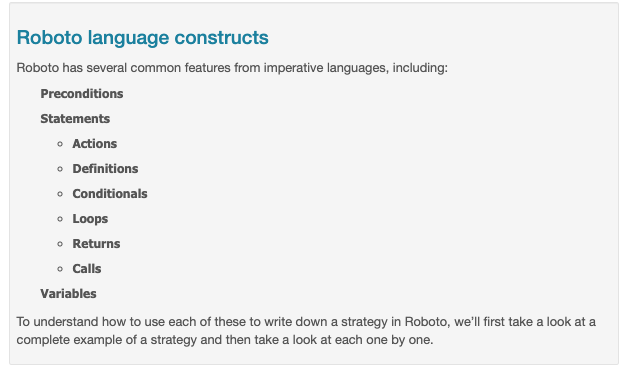 Roboto language constructs
Roboto has several common features from imperative languages, including:
Preconditions
Statements
Actions
Definitions
Conditionals
Loops
Returns
Calls
Variables
To understand how to use each of these to write down a strategy in Roboto, we'll first take a look at a
complete example of a strategy and then take a look at each one by one.